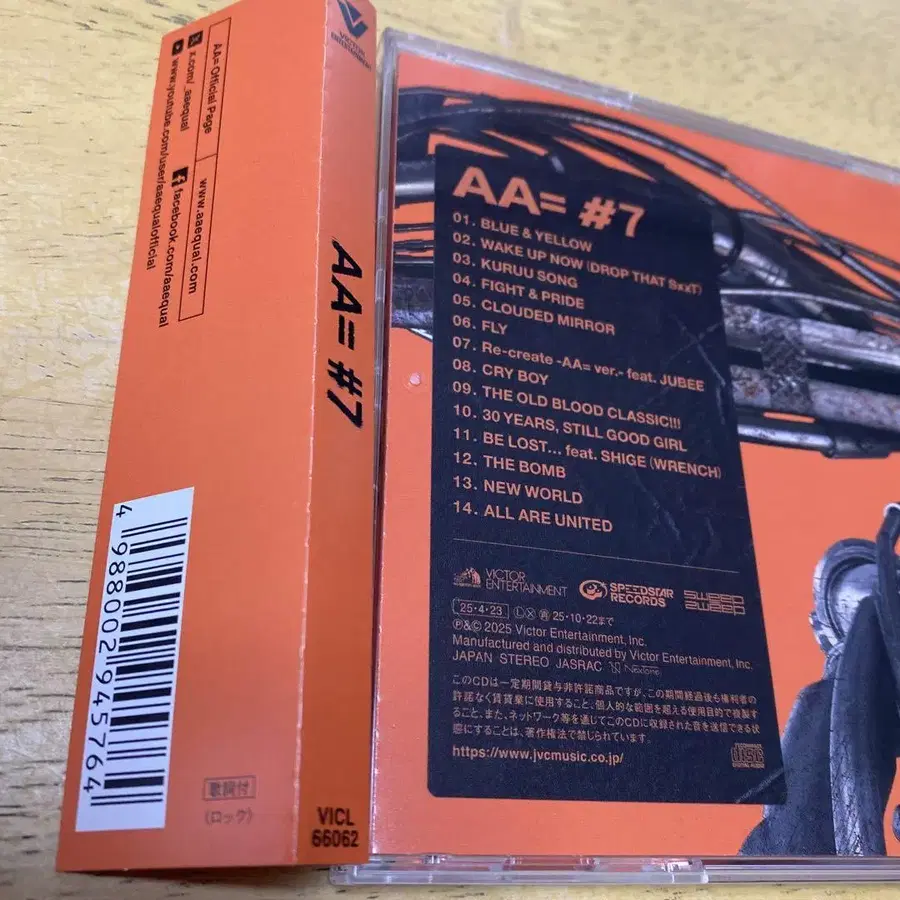 VICTOR
ENTERTAINMENT
AA= Official Page
www.aaequal.com
x.com/_aaequal
facebook.com/aaequal
www.youtube.com/user/aaequalofficial
AA= #7
4 988002 945764
歌詞付
〈ロック〉
VICL
66062
AA= #7
01. BLUE & YELLOW
02. WAKE UP NOW (DROP THAT SxxT)
03. KURUU SONG
04. FIGHT & PRIDE
05. CLOUDED MIRROR
06. FLY
07. Re-create -AA= ver.- feat. JUBEE
08. CRY BOY
09. THE OLD BLOOD CLASSIC!!!
10. 30 YEARS, STILL GOOD GIRL
11. BE LOST... feat. SHIGE (WRENCH)
12. THE BOMB
13. NEW WORLD
14. ALL ARE UNITED
VICTOR
ENTERTAINMENT
SPEEDSTAR
RECORDS
25・4・23 Ⓛ Ⓧ 25・10・22まで
℗&© 2025 Victor Entertainment, Inc.
Manufactured and distributed by Victor Entertainment, Inc.
JAPAN STEREO JASRAC NexTone
このCDは一定期間貸与非許諾商品ですが、この期間経過後も権利者の
許諾なく賃貸業に使用すること、個人的な範囲を超える使用目的で複製す
ること、また、ネットワーク等を通じてこのCDに収録された音を送信できる状
態にすることは、著作権法で禁じられています。
https://www.jvcmusic.co.jp/
COMPACT
disc
DIGITAL AUDIO